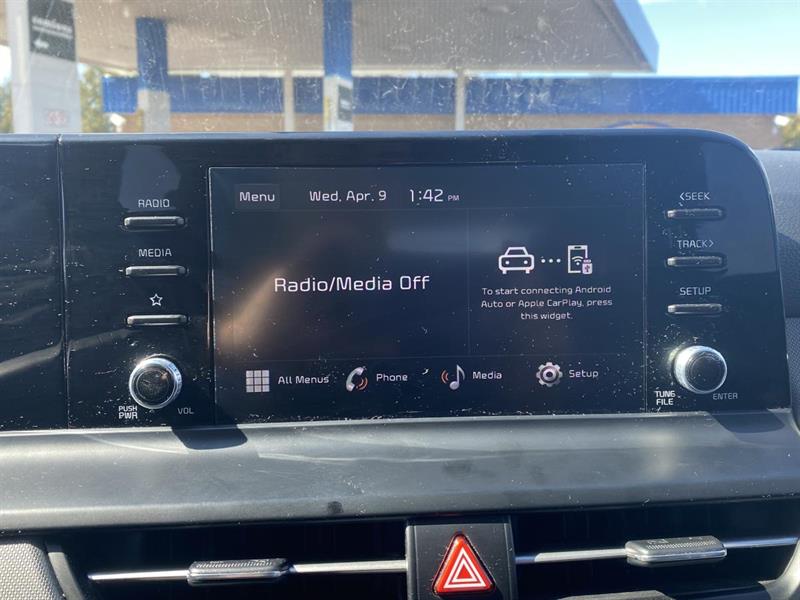 RADIO
MEDIA
PUSH
PWR
VOL
Menu
Wed, Apr. 9
1:42 PM
Radio/Media Off
To start connecting Android
Auto or Apple CarPlay, press
this widget.
All Menus
Phone
Media
Setup
<SEEK
TRACK>
SETUP
TUNE
FILE
ENTER